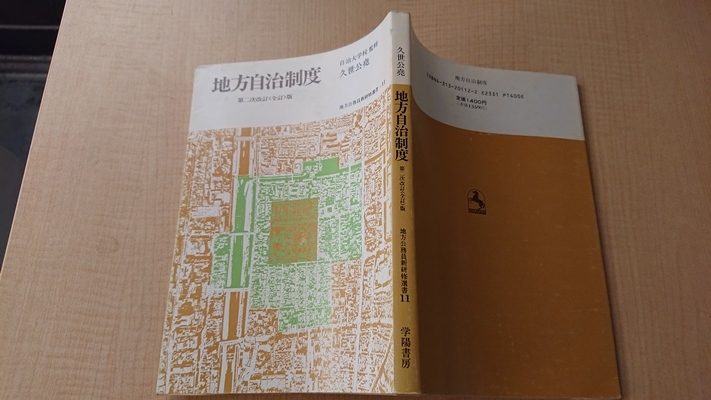 地方自治制度
第二次改訂〈全訂〉版
自治大学校 監修
久世公堯
地方公務員新研修選書 11
久世公堯
地方自治制度
第二次改訂〈全訂〉版
地方公務員新研修選書 11
学陽書房
地方自治制度
定価1400円